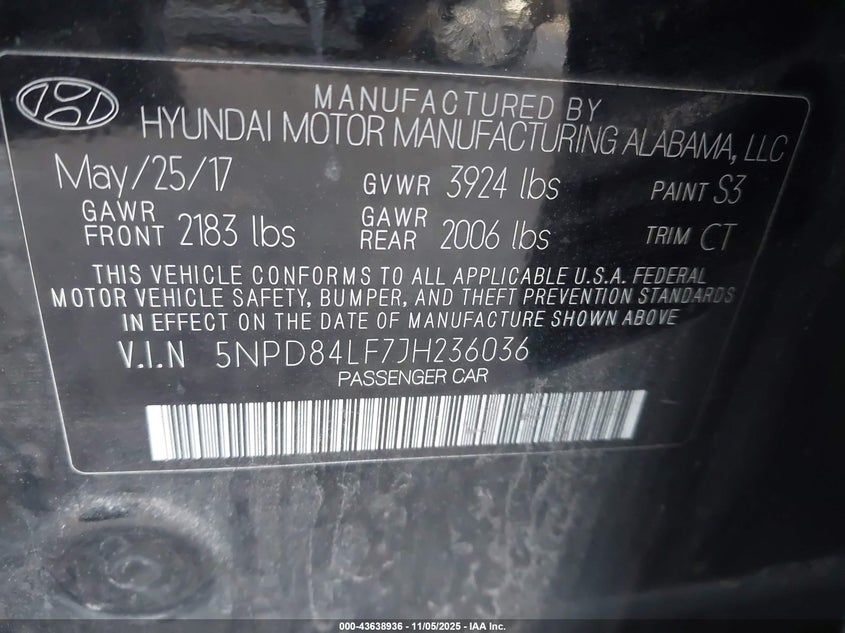 MANUFACTURED BY
HYUNDAI MOTOR MANUFACTURING ALABAMA, LLC
May/25/17 GVWR 3924 lbs PAINT S3
GAWR FRONT 2183 lbs GAWR REAR 2006 lbs TRIM CT
THIS VEHICLE CONFORMS TO ALL APPLICABLE U.S.A. FEDERAL
MOTOR VEHICLE SAFETY, BUMPER, AND THEFT PREVENTION STANDARDS
IN EFFECT ON THE DATE OF MANUFACTURE SHOWN ABOVE
V.I.N 5NPD84LF7JH236036
PASSENGER CAR
000-43638936 - 11/05/2025 - IAA Inc.